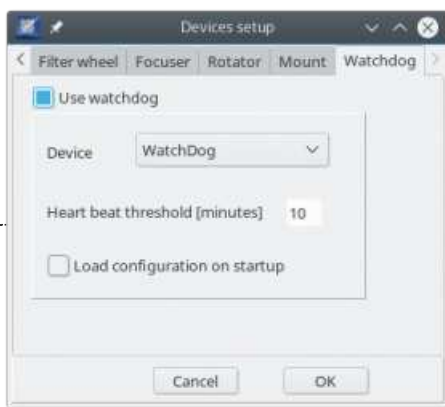 Devices setup
Filter wheel Focuser Rotator Mount Watchdog
Use watchdog
Device WatchDog
Heart beat threshold [minutes] 10
Load configuration on startup
Cancel OK